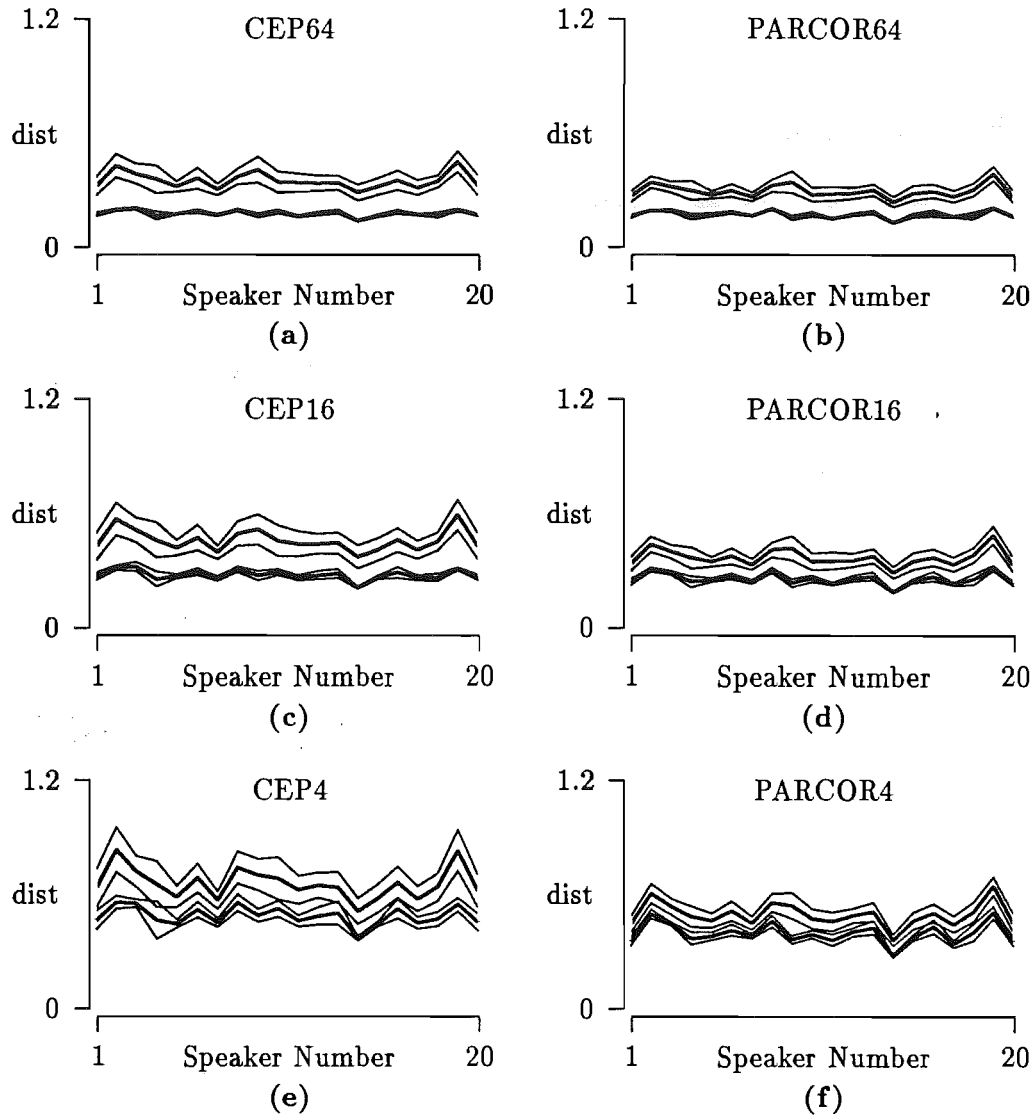 1.2 CEP64
dist
0
1 Speaker Number 20
(a)
1.2 PARCOR64
dist
0
1 Speaker Number 20
(b)
1.2 CEP16
dist
0
1 Speaker Number 20
(c)
1.2 PARCOR16
dist
0
1 Speaker Number 20
(d)
1.2 CEP4
dist
0
1 Speaker Number 20
(e)
1.2 PARCOR4
dist
0
1 Speaker Number 20
(f)